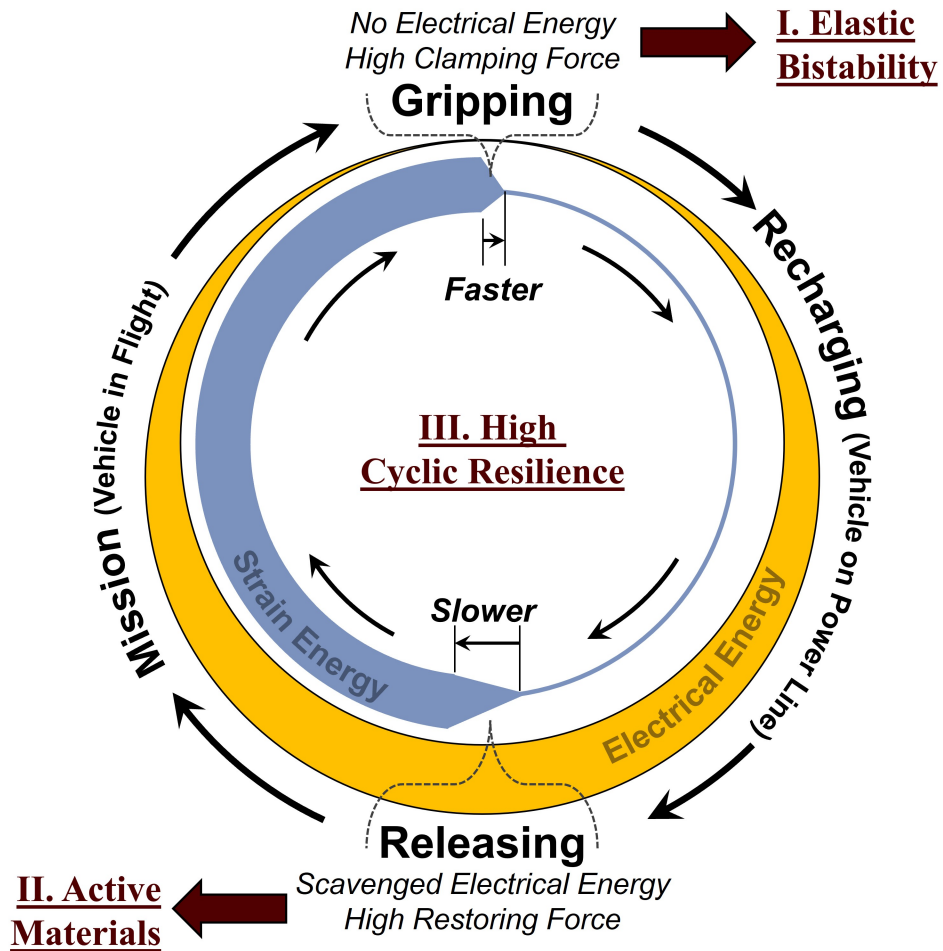 No Electrical Energy
High Clamping Force
Gripping
I. Elastic
Bistability
Faster
Recharging (Vehicle on Power Line)
Mission (Vehicle in Flight)
III. High
Cyclic Resilience
Slower
Strain Energy
Electrical Energy
Releasing
Scavenged Electrical Energy
High Restoring Force
II. Active
Materials